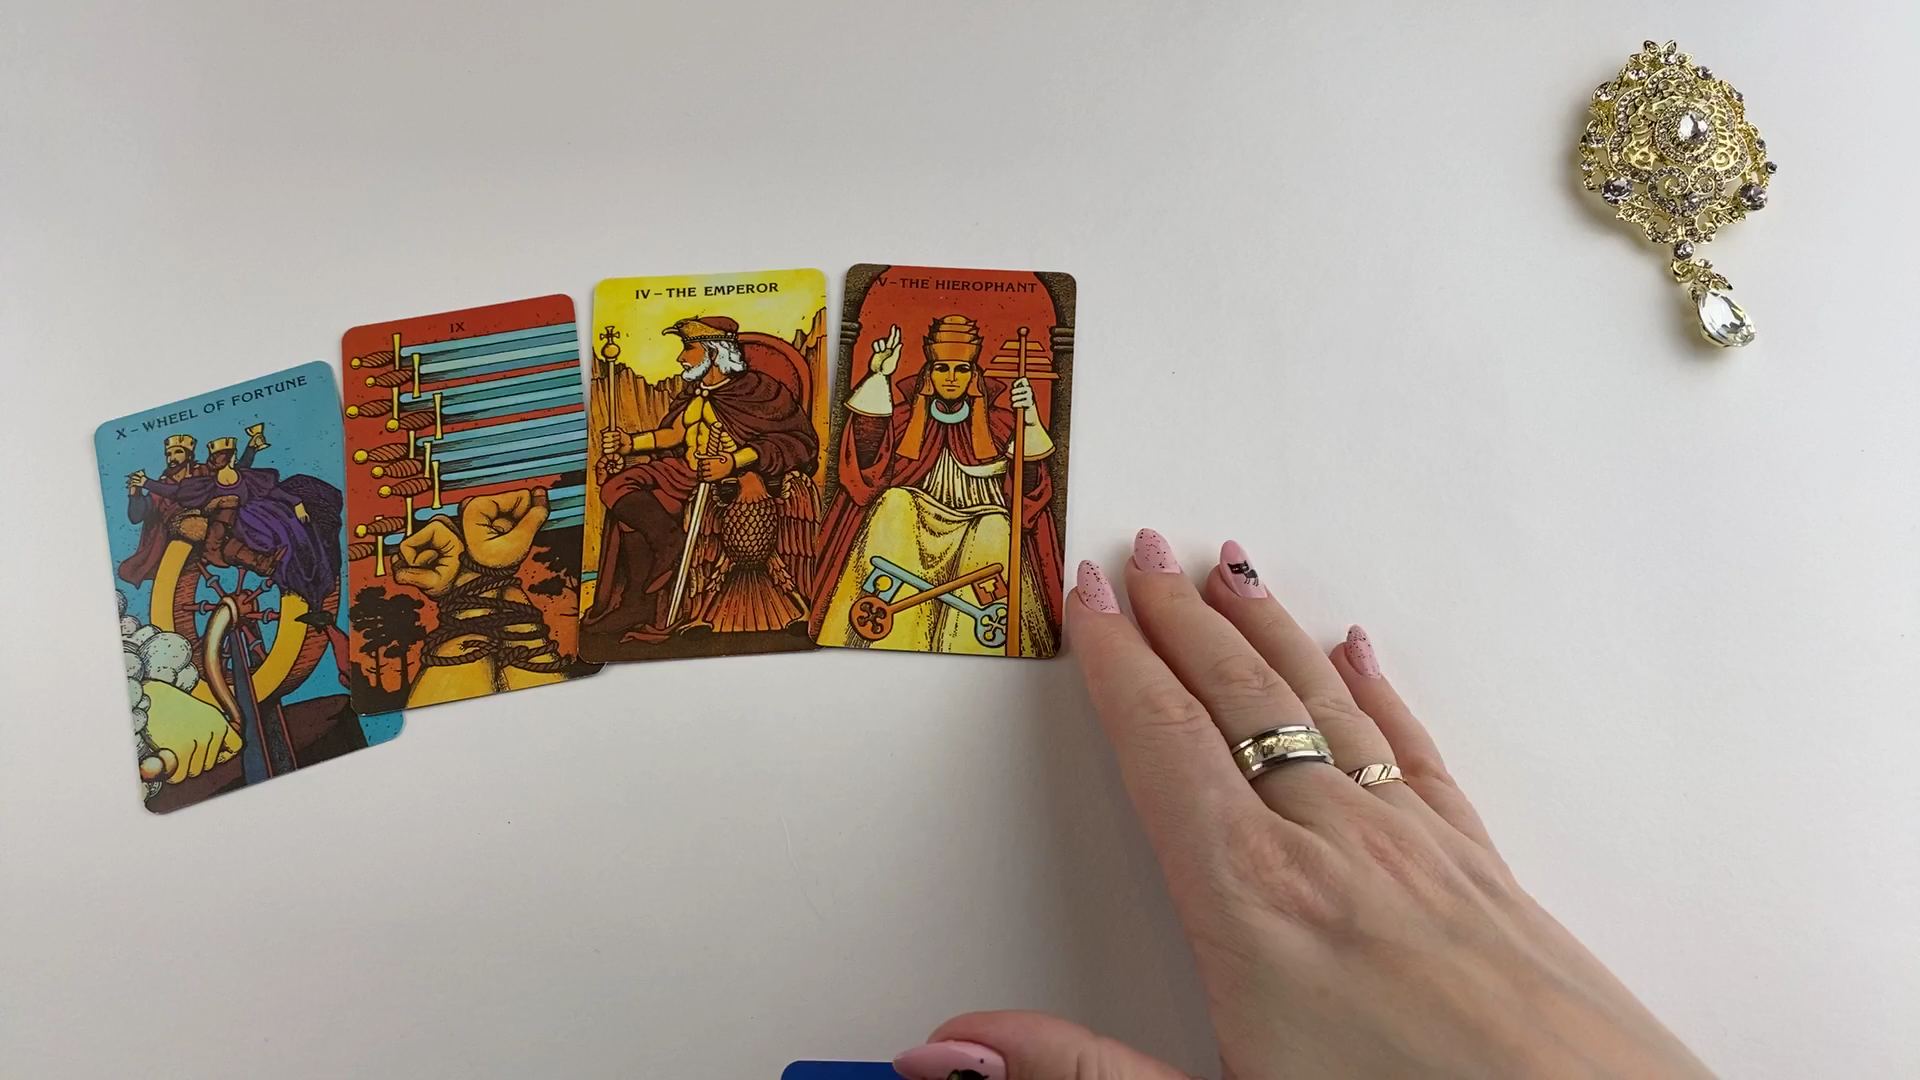 X – WHEEL OF FORTUNE
IX
IV – THE EMPEROR
V – THE HIEROPHANT